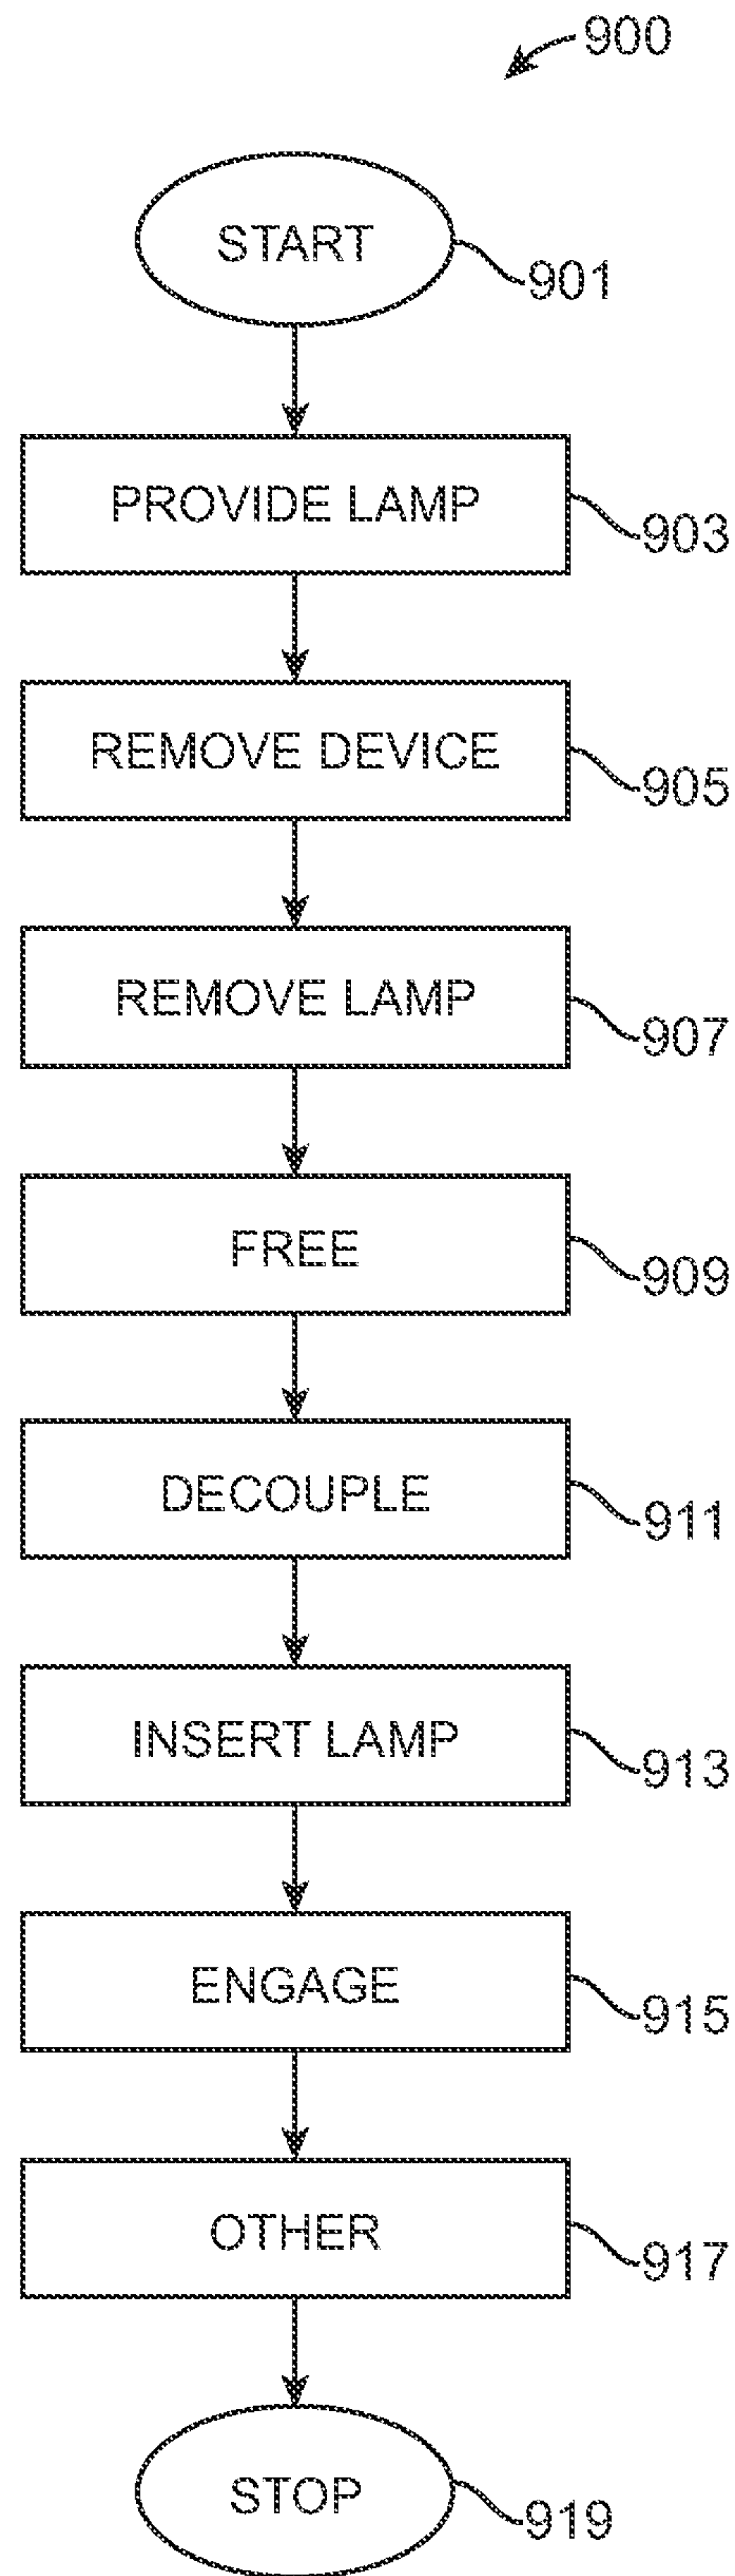 900
START
901
PROVIDE LAMP
903
REMOVE DEVICE
905
REMOVE LAMP
907
FREE
909
DECOUPLE
911
INSERT LAMP
913
ENGAGE
915
OTHER
917
STOP
919